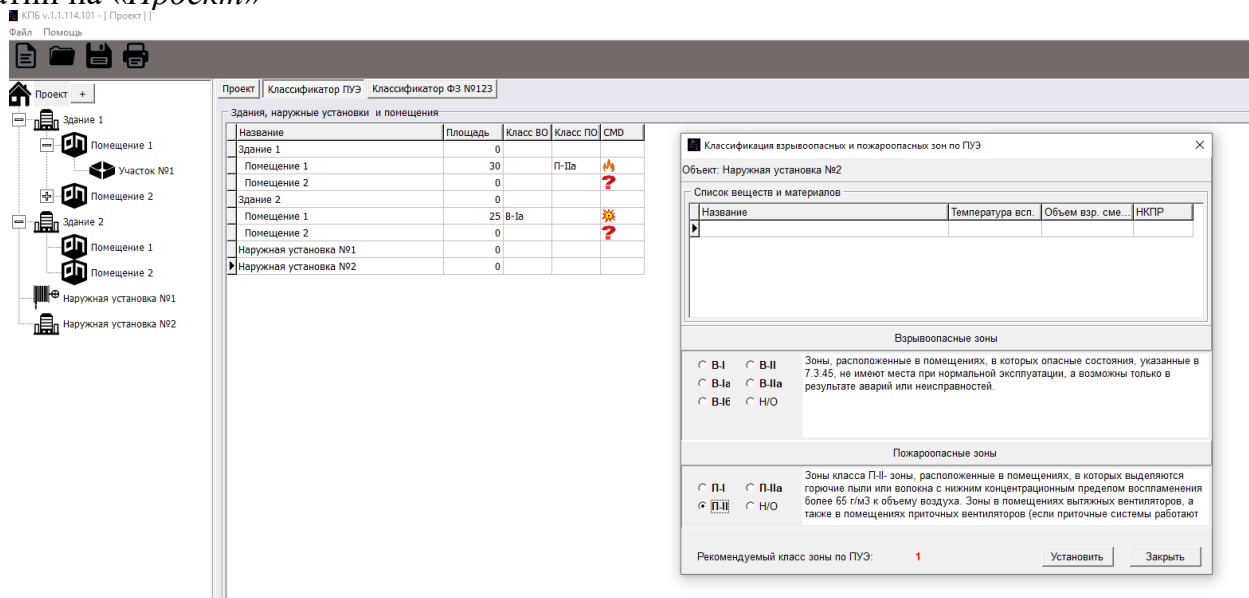 «Проект»
КПБ v.1.1.114.101 - [ Проект | ]
Файл Помощь
Проект +
Здание 1
Помещение 1
Участок №1
Помещение 2
Здание 2
Помещение 1
Помещение 2
Наружная установка №1
Наружная установка №2
Проект Классификатор ПУЭ Классификатор ФЗ №123
Здания, наружные установки и помещения
Название Площадь Класс ВО Класс ПО CMD
Здание 1 0
Помещение 1 30 П-IIа
Помещение 2 0 ?
Здание 2 0
Помещение 1 25 В-Iа
Помещение 2 0 ?
Наружная установка №1 0
Наружная установка №2 0
Классификация взрывоопасных и пожароопасных зон по ПУЭ
Объект: Наружная установка №2
Список веществ и материалов
Название Температура всп. Объем взр. сме... НКПР
Взрывоопасные зоны
В-I В-II
В-Iа В-IIа
В-Iб Н/О
Зоны, расположенные в помещениях, в которых опасные состояния, указанные в
7.3.45, не имеют места при нормальной эксплуатации, а возможны только в
результате аварий или неисправностей.
Пожароопасные зоны
П-I П-IIа
П-II Н/О
Зоны класса П-II- зоны, расположенные в помещениях, в которых выделяются
горючие пыли или волокна с нижним концентрационным пределом воспламенения
более 65 г/м3 к объему воздуха. Зоны в помещениях вытяжных вентиляторов, а
также в помещениях приточных вентиляторов (если приточные системы работают
Рекомендуемый класс зоны по ПУЭ: 1
Установить Закрыть